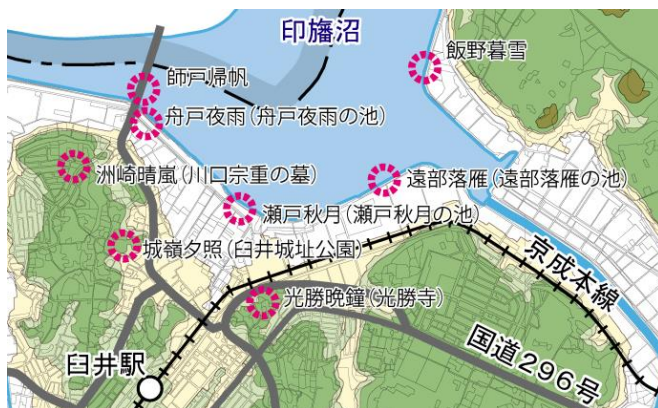 印旛沼
飯野暮雪
師戸帰帆
舟戸夜雨(舟戸夜雨の池)
洲崎晴嵐(川口宗重の墓)
遠部落雁(遠部落雁の池)
瀬戸秋月(瀬戸秋月の池)
城嶺夕照(臼井城址公園)
光勝晩鐘(光勝寺)
京成本線
国道296号
臼井駅